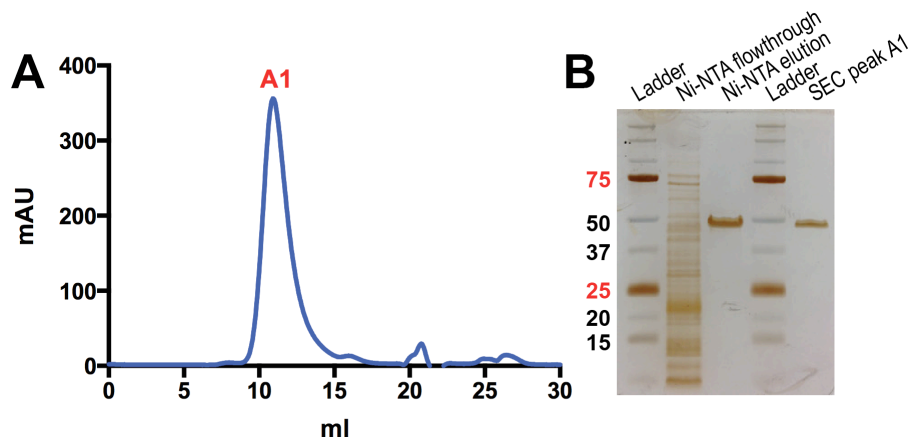 A
A1
400
300
200
100
0
mAU
0 5 10 15 20 25 30
ml
B
Ladder
Ni-NTA flowthrough
Ni-NTA elution
Ladder
SEC peak A1
75
50
37
25
20
15